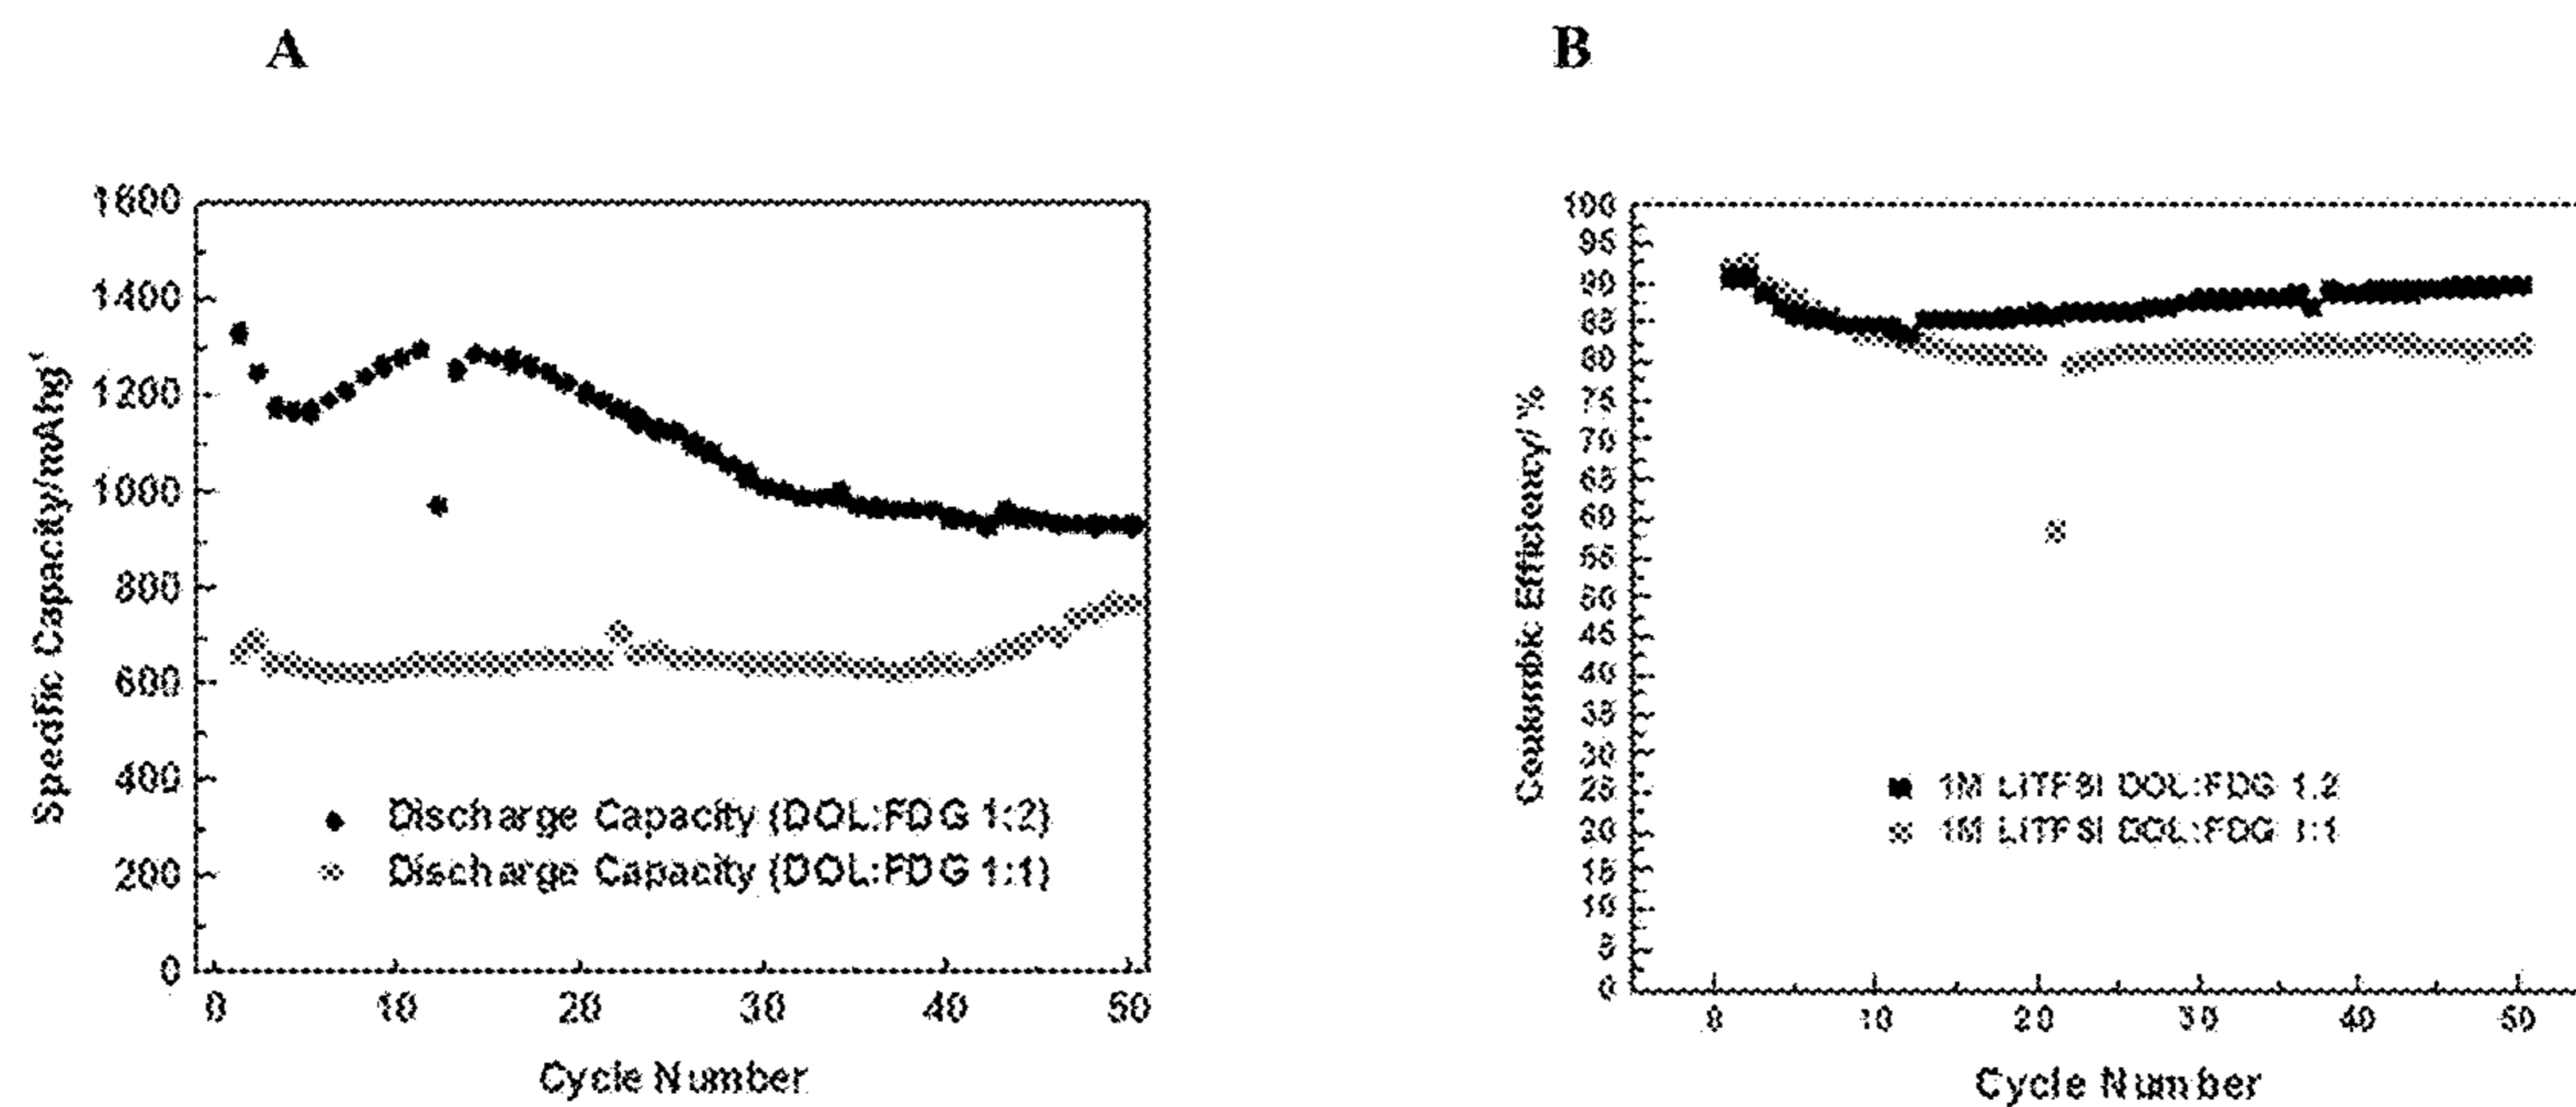 A
B
1600
1400
1200
1000
800
600
400
200
0
Specific Capacity/mAhg⁻¹
Discharge Capacity (DOL:FDG 1:2)
Discharge Capacity (DOL:FDG 1:1)
0 10 20 30 40 50
Cycle Number
100
95
90
85
80
75
70
65
60
55
50
45
40
35
30
25
20
15
10
5
0
Coulombic Efficiency/ %
1M LiTFSI DOL:FDG 1:2
1M LiTFSI DOL:FDG 1:1
0 10 20 30 40 50
Cycle Number